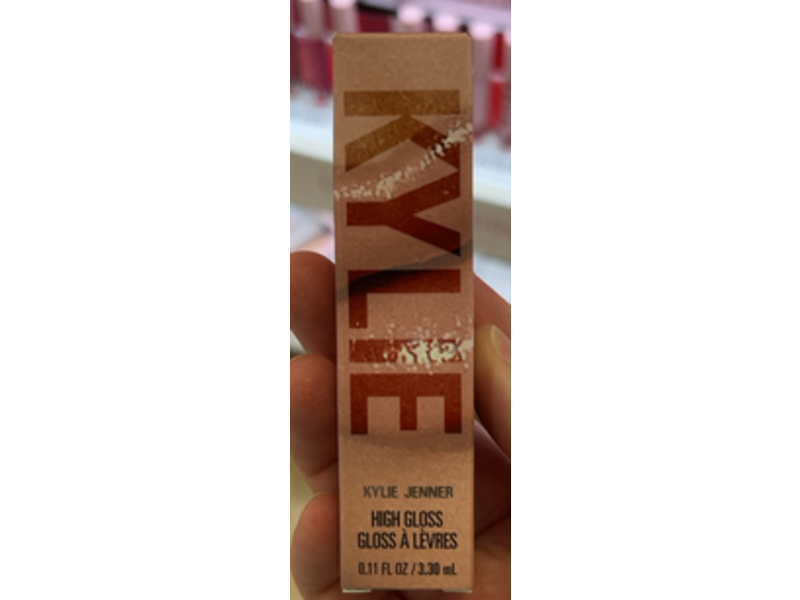 KYLIE
KYLIE JENNER
HIGH GLOSS
GLOSS À LÈVRES
0.11 FL OZ / 3.30 mL